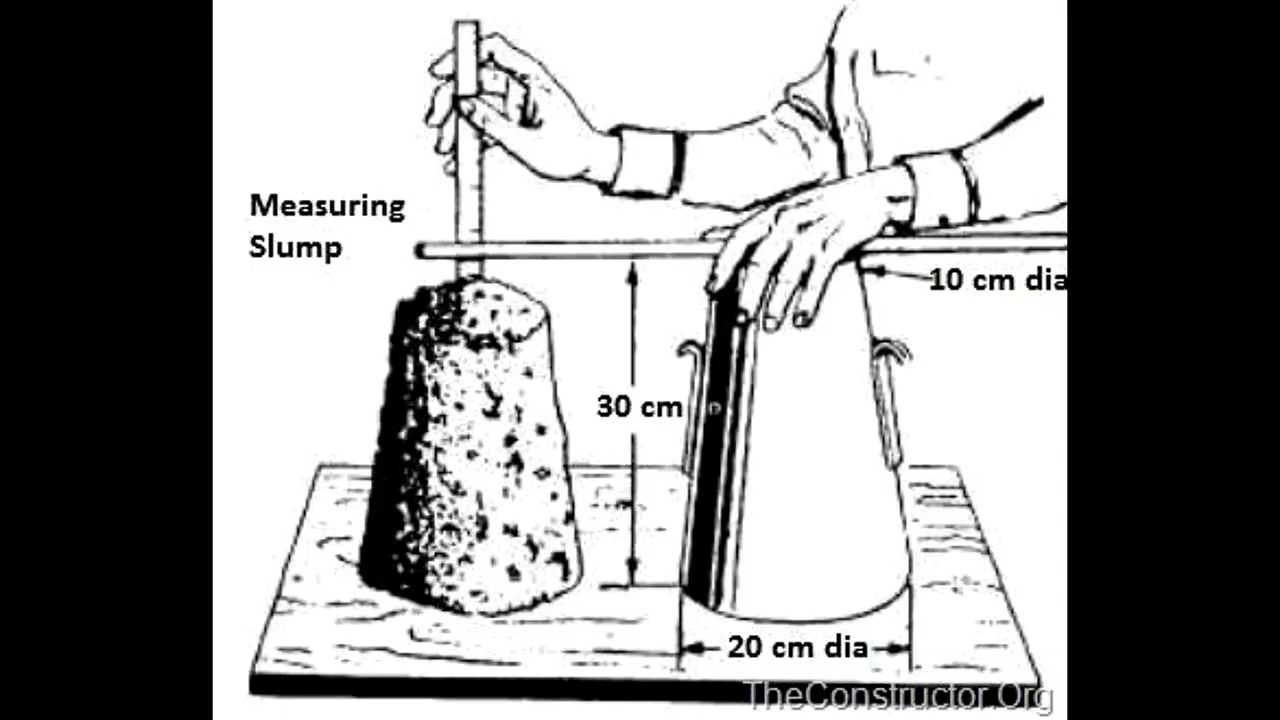 Measuring
Slump
10 cm dia
30 cm
20 cm dia
TheConstructor.Org